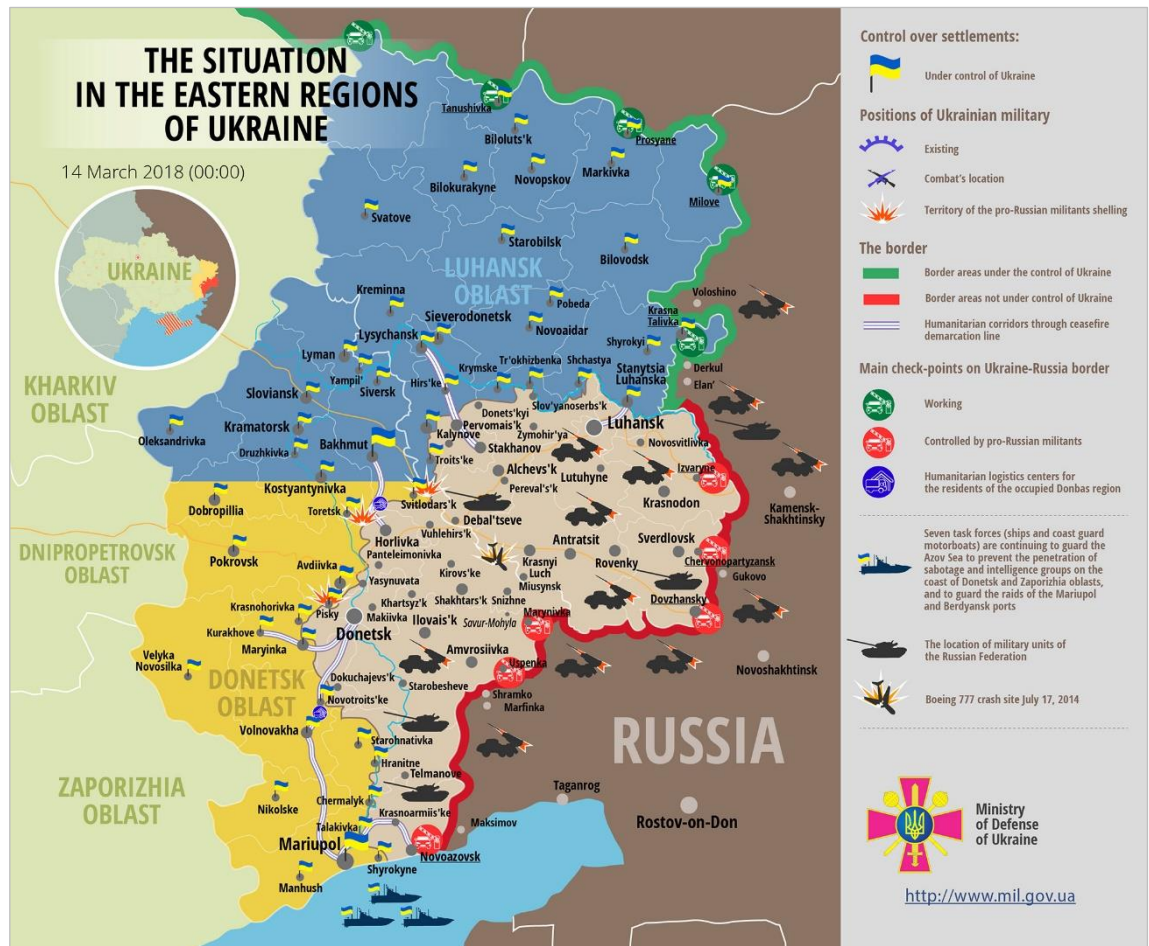 THE SITUATION
IN THE EASTERN REGIONS
OF UKRAINE
14 March 2018 (00:00)
UKRAINE
KHARKIV
OBLAST
DNIPROPETROVSK
OBLAST
ZAPORIZHIA
OBLAST
LUHANSK
OBLAST
DONETSK
OBLAST
RUSSIA
Tanushivka
Biloluts'k
Prosyane
Bilokurakyne
Novopskov
Markivka
Milove
Svatove
Starobilsk
Bilovodsk
Kreminna
Pobeda
Voloshino
Sieverodonetsk
Krasna
Talivka
Lysychansk
Novoaidar
Lyman
Shyrokyi
Yampil'
Krymske
Tr'okhizbenka
Shchastya
Stanytsia
Luhanska
Derkul
Elan'
Sloviansk
Siversk
Hirs'ke
Donets'kyi
Slov'yanoserbs'k
Oleksandrivka
Kramatorsk
Kalynove
Pervomais'k
Zymohir'ya
Luhansk
Druzhkivka
Bakhmut
Stakhanov
Novosvitlivka
Troits'ke
Alchevs'k
Lutuhyne
Izvaryne
Kostyantynivka
Pereval's'k
Krasnodon
Kamensk-
Shakhtinsky
Dobropillia
Toretsk
Svitlodars'k
Debal'tseve
Horlivka
Vuhlehirs'k
Antratsit
Sverdlovsk
Pokrovsk
Panteleimonivka
Krasnyi
Luch
Rovenky
Chervonopartyzansk
Avdiivka
Yasynuvata
Kirovs'ke
Miusynsk
Gukovo
Krasnohorivka
Khartsyz'k
Shakhtars'k
Snizhne
Dovzhansky
Pisky
Makiivka
Marynivka
Kurakhove
Donetsk
Ilovais'k
Savur-Mohyla
Maryinka
Velyka
Novosilka
Amvrosiivka
Uspenka
Novoshakhtinsk
Dokuchajevs'k
Starobesheve
Novotroits'ke
Shramko
Marfinka
Volnovakha
Starohnativka
Hranitne
Telmanove
Nikolske
Chermalyk
Krasnoarmiis'ke
Taganrog
Talakivka
Maksimov
Rostov-on-Don
Mariupol
Novoazovsk
Shyrokyne
Manhush
Control over settlements:
Under control of Ukraine
Positions of Ukrainian military
Existing
Combat's location
Territory of the pro-Russian militants shelling
The border
Border areas under the control of Ukraine
Border areas not under control of Ukraine
Humanitarian corridors through ceasefire
demarcation line
Main check-points on Ukraine-Russia border
Working
Controlled by pro-Russian militants
Humanitarian logistics centers for
the residents of the occupied Donbas region
Seven task forces (ships and coast guard
motorboats) are continuing to guard the
Azov Sea to prevent the penetration of
sabotage and intelligence groups on the
coast of Donetsk and Zaporizhia oblasts,
and to guard the raids of the Mariupol
and Berdyansk ports
The location of military units of
the Russian Federation
Boeing 777 crash site July 17, 2014
Ministry
of Defense
of Ukraine
http://www.mil.gov.ua